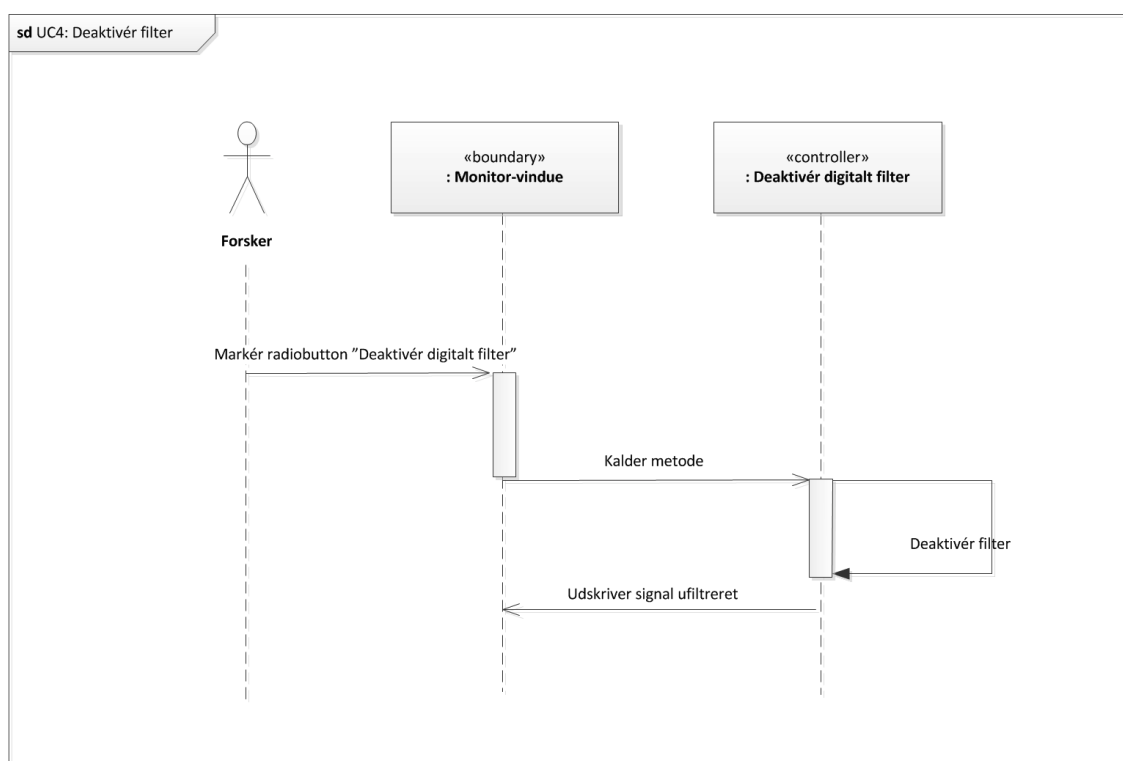 sd UC4: Deaktivér filter
«boundary»
: Monitor-vindue
«controller»
: Deaktivér digitalt filter
Forsker
Markér radiobutton ”Deaktivér digitalt filter”
Kalder metode
Deaktivér filter
Udskriver signal ufiltreret